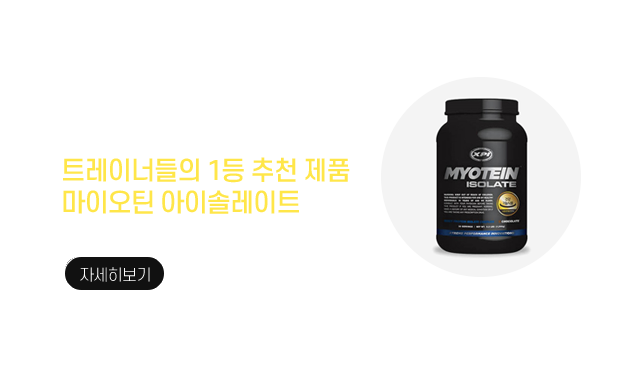 트레이너들의 1등 추천 제품
마이오틴 아이솔레이트
자세히보기
XPI
MYOTEIN
ISOLATE
CHOCOLATE